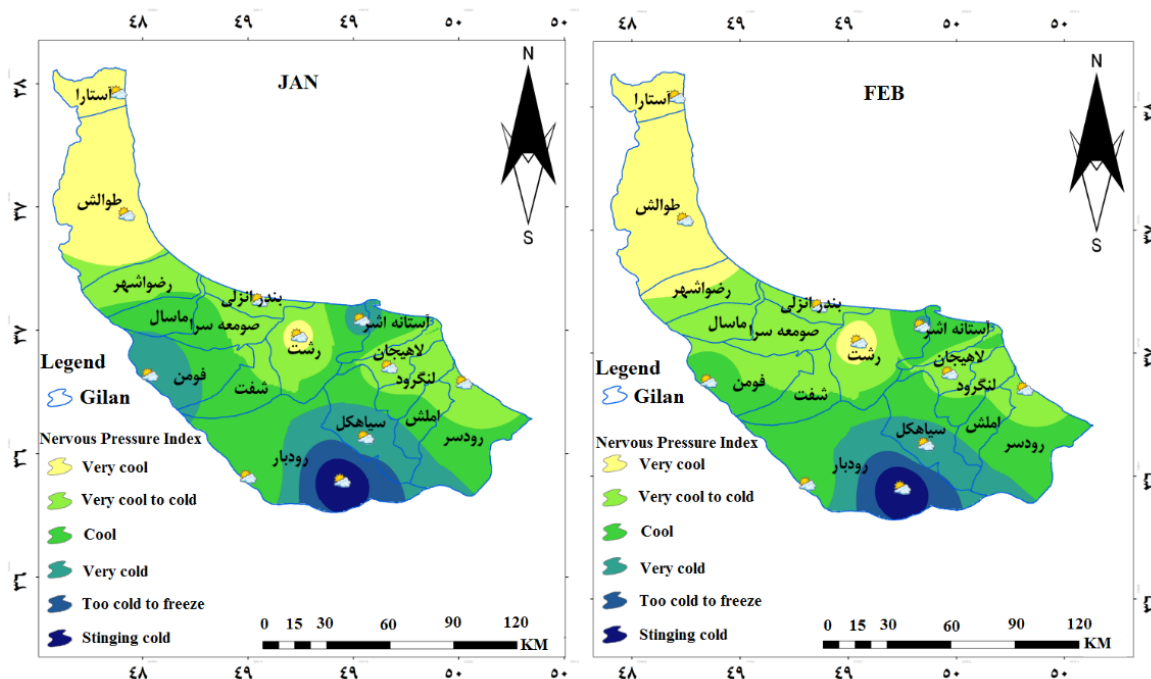 ۴۸ ۴۹ ۵۰ ۵۰
JAN
N
S
۳۸
۳۷
۳۷
۳۶
۳۶
آستارا
طوالش
رضواشهر
بندرانزلی
ماسال
صومعه سرا
آستانه اشر
رشت
لاهیجان
فومن
شفت
لنگرود
املش
سیاهکل
رودسر
رودبار
Legend
Gilan
Nervous Pressure Index
Very cool
Very cool to cold
Cool
Very cold
Too cold to freeze
Stinging cold
0 15 30 60 90 120
KM
۴۸ ۴۹ ۴۹ ۵۰ ۵۰
۴۸ ۴۹ ۵۰ ۵۰
FEB
N
S
آستارا
طوالش
رضواشهر
بندرانزلی
ماسال
صومعه سرا
آستانه اشر
رشت
لاهیجان
فومن
شفت
لنگرود
املش
سیاهکل
رودسر
رودبار
Legend
Gilan
Nervous Pressure Index
Very cool
Very cool to cold
Cool
Very cold
Too cold to freeze
Stinging cold
0 15 30 60 90 120
KM
۴۸ ۴۹ ۴۹ ۵۰ ۵۰